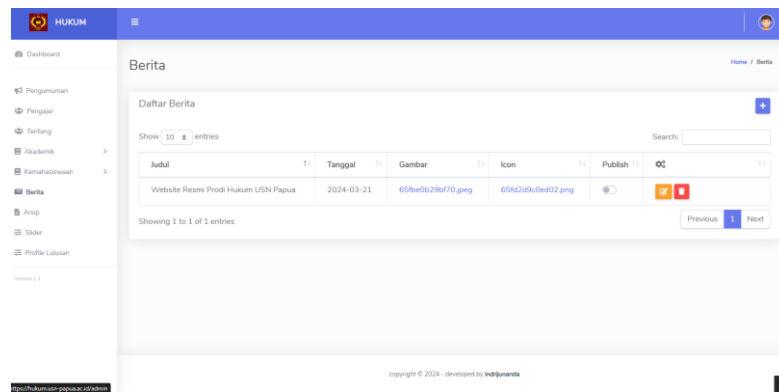 HUKUM
Dashboard
Berita
Home / Berita
Pengumuman
Pengajar
Tentang
Akademik
Kemahasiswaan
Berita
Arsip
Slider
Profile Lulusan
Version 1.1
Daftar Berita
Show 10 entries
Search:
Judul Tanggal Gambar Icon Publish
Website Resmi Prodi Hukum USN Papua 2024-03-21 65fbe0b29bf70.jpeg 65fd2d9c0ed02.png
Showing 1 to 1 of 1 entries
Previous 1 Next
copyright © 2024 - developed by indrijunanda
https://hukum.usn-papua.ac.id/admin